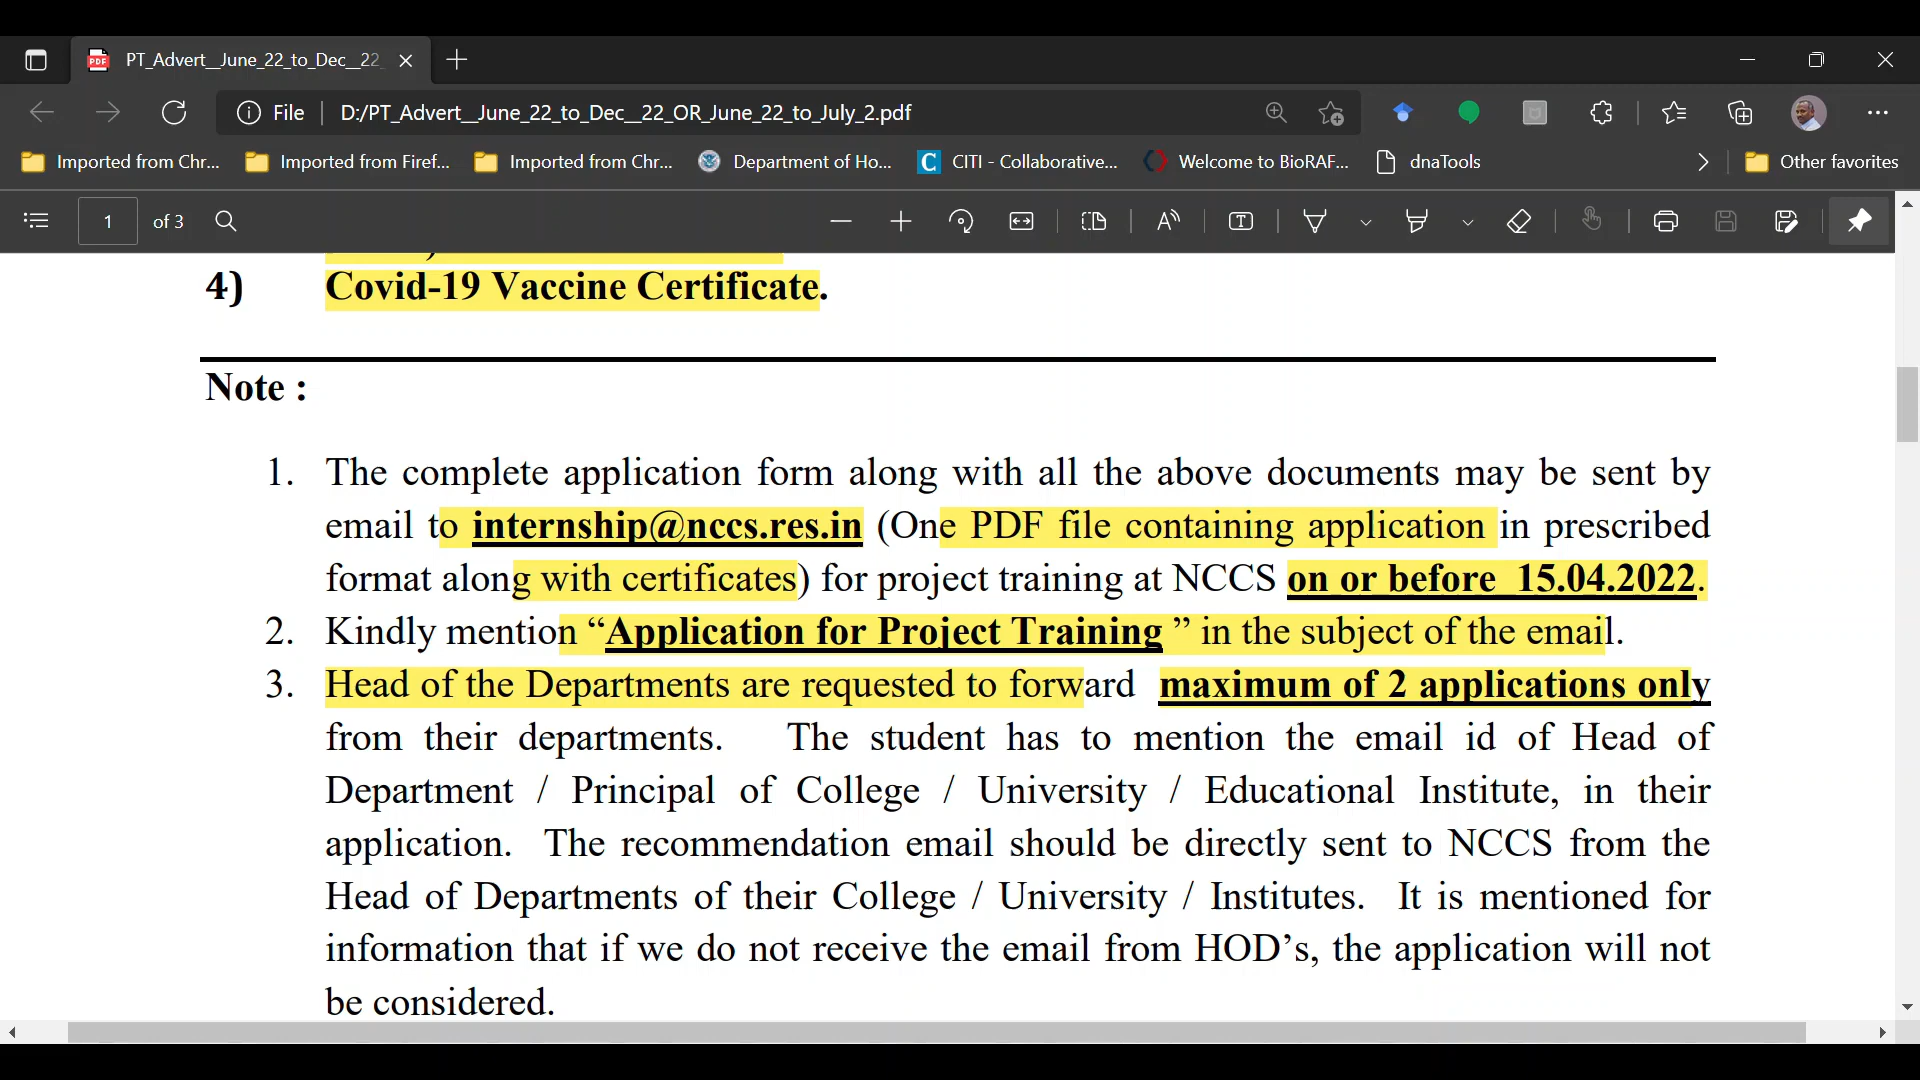 PT_Advert__June_22_to_Dec__22_
File D:/PT_Advert__June_22_to_Dec__22_OR_June_22_to_July_2.pdf
Imported from Chr... Imported from Firef... Imported from Chr... Department of Ho... CITI - Collaborative... Welcome to BioRAF... dnaTools Other favorites
1 of 3
4) Covid-19 Vaccine Certificate.
Note :
1. The complete application form along with all the above documents may be sent by
email to internship@nccs.res.in (One PDF file containing application in prescribed
format along with certificates) for project training at NCCS on or before 15.04.2022.
2. Kindly mention “Application for Project Training ” in the subject of the email.
3. Head of the Departments are requested to forward maximum of 2 applications only
from their departments. The student has to mention the email id of Head of
Department / Principal of College / University / Educational Institute, in their
application. The recommendation email should be directly sent to NCCS from the
Head of Departments of their College / University / Institutes. It is mentioned for
information that if we do not receive the email from HOD’s, the application will not
be considered.